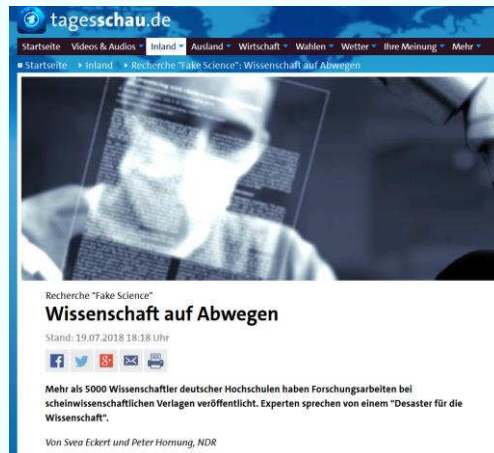 tagesschau.de
Startseite Videos & Audios Inland Ausland Wirtschaft Wahlen Wetter Ihre Meinung Mehr
Startseite Inland Recherche "Fake Science": Wissenschaft auf Abwegen
Recherche "Fake Science"
Wissenschaft auf Abwegen
Stand: 19.07.2018 18:18 Uhr
Mehr als 5000 Wissenschaftler deutscher Hochschulen haben Forschungsarbeiten bei
scheinwissenschaftlichen Verlagen veröffentlicht. Experten sprechen von einem "Desaster für die
Wissenschaft".
Von Svea Eckert und Peter Hornung, NDR